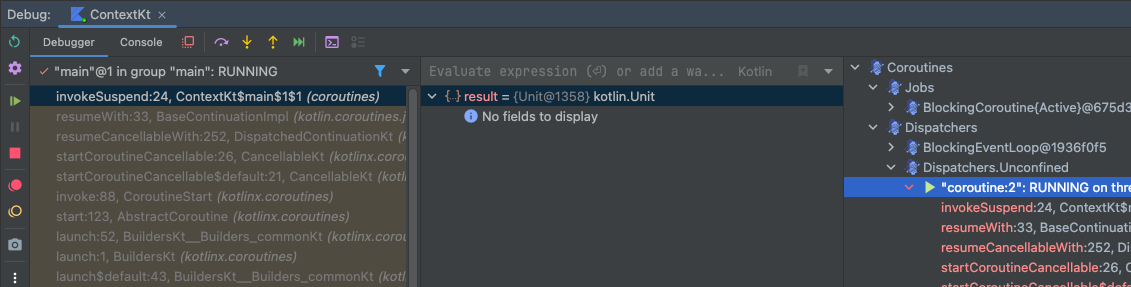 Debug: ContextKt
Debugger Console
"main"@1 in group "main": RUNNING
invokeSuspend:24, ContextKt$main$1$1 (coroutines)
resumeWith:33, BaseContinuationImpl (kotlin.coroutines.j
resumeCancellableWith:252, DispatchedContinuationKt (
startCoroutineCancellable:26, CancellableKt (kotlinx.co
startCoroutineCancellable$default:21, CancellableKt (k
invoke:88, CoroutineStart (kotlinx.coroutines)
start:123, AbstractCoroutine (kotlinx.coroutines)
launch:52, BuildersKt__Builders_commonKt (kotlinx.cor
launch:1, BuildersKt (kotlinx.coroutines)
launch$default:43, BuildersKt__Builders_commonKt (kotl
Evaluate expression (⏎) or add a wa... Kotlin
{..} result = {Unit@1358} kotlin.Unit
No fields to display
Coroutines
Jobs
BlockingCoroutine{Active}@675d3
Dispatchers
BlockingEventLoop@1936f0f5
Dispatchers.Unconfined
"coroutine:2": RUNNING on thre
invokeSuspend:24, ContextKt$
resumeWith:33, BaseContinuati
resumeCancellableWith:252, Di
startCoroutineCancellable:26, C
startCoroutineCancellable$defa